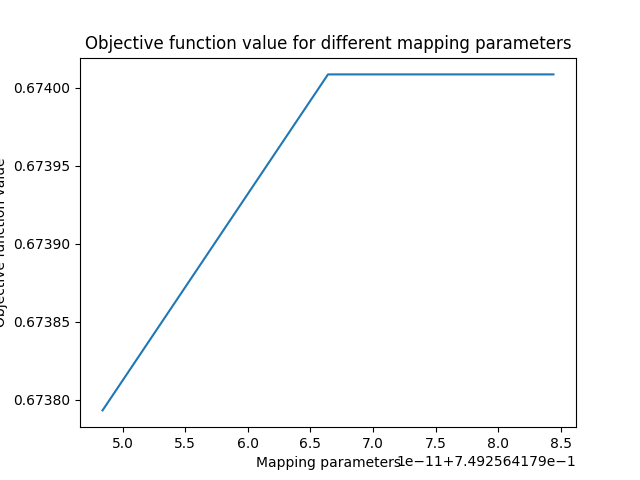 Objective function value for different mapping parameters
0.67400
0.67395
0.67390
0.67385
0.67380
Objective function value
5.0 5.5 6.0 6.5 7.0 7.5 8.0 8.5
Mapping parameters
1e−11+7.492564179e−1